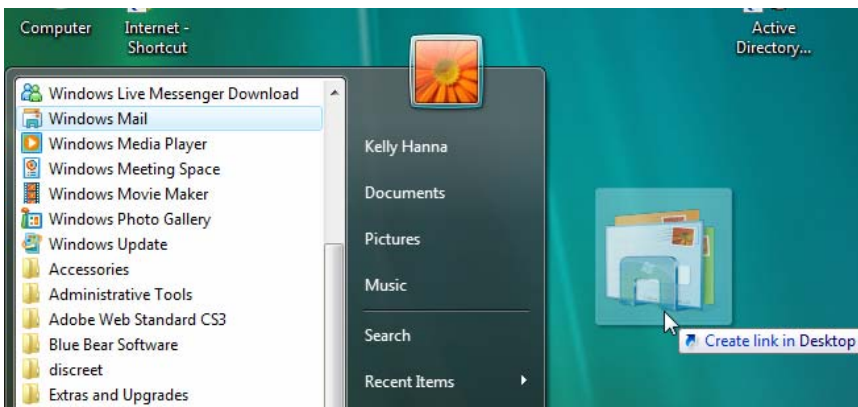 Computer
Internet -
Shortcut
Active
Directory...
Windows Live Messenger Download
Windows Mail
Windows Media Player
Windows Meeting Space
Windows Movie Maker
Windows Photo Gallery
Windows Update
Accessories
Administrative Tools
Adobe Web Standard CS3
Blue Bear Software
discreet
Extras and Upgrades
Kelly Hanna
Documents
Pictures
Music
Search
Recent Items
Create link in Desktop